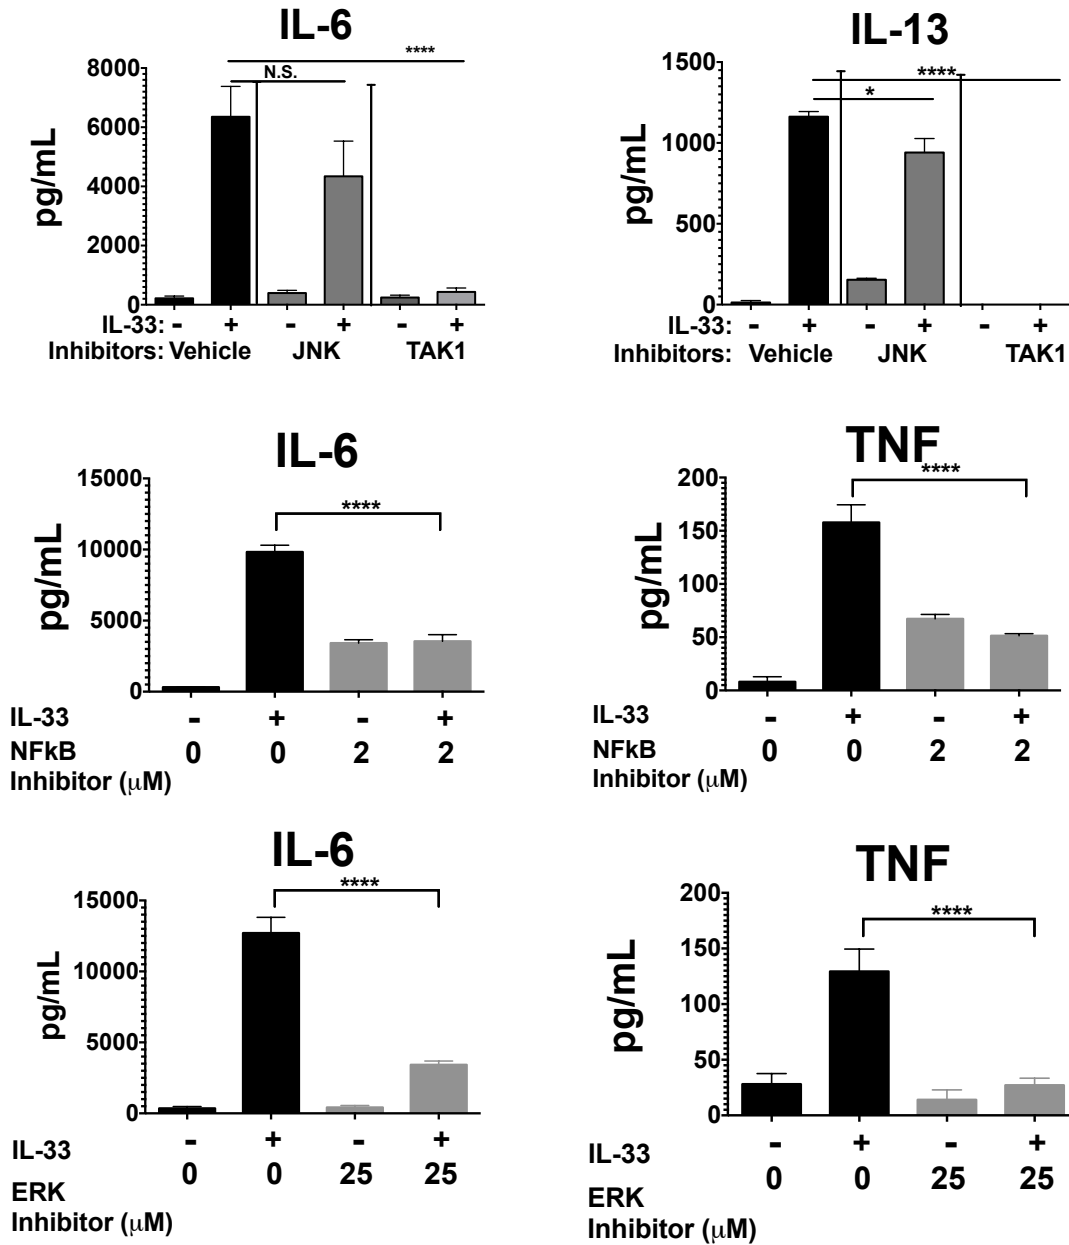 IL-6
pg/mL
8000
6000
4000
2000
0
****
N.S.
IL-33: - + - + - +
Inhibitors: Vehicle JNK TAK1
IL-13
pg/mL
1500
1000
500
0
****
*
IL-33: - + - + - +
Inhibitors: Vehicle JNK TAK1
IL-6
pg/mL
15000
10000
5000
0
****
IL-33 - + - +
NFkB 0 0 2 2
Inhibitor (μM)
TNF
pg/mL
200
150
100
50
0
****
IL-33 - + - +
NFkB 0 0 2 2
Inhibitor (μM)
IL-6
pg/mL
15000
10000
5000
0
****
IL-33 - + - +
0 0 25 25
ERK
Inhibitor (μM)
TNF
pg/mL
200
150
100
50
0
****
IL-33 - + - +
0 0 25 25
ERK
Inhibitor (μM)